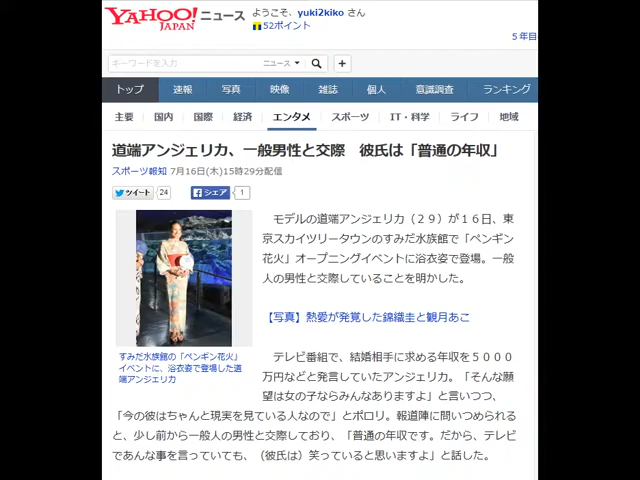 YAHOO! ニュース
JAPAN
ようこそ、yuki2kiko さん
52ポイント
５年目
キーワードを入力
ニュース
トップ 速報 写真 映像 雑誌 個人 意識調査 ランキング
主要 国内 国際 経済 エンタメ スポーツ IT・科学 ライフ 地域
道端アンジェリカ、一般男性と交際　彼氏は「普通の年収」
スポーツ報知 7月16日(木)15時29分配信
ツイート 24 シェア 1
モデルの道端アンジェリカ（２９）が１６日、東
京スカイツリータウンのすみだ水族館で「ペンギン
花火」オープニングイベントに浴衣姿で登場。一般
人の男性と交際していることを明かした。
【写真】熱愛が発覚した錦織圭と観月あこ
すみだ水族館の「ペンギン花火」
イベントに、浴衣姿で登場した道
端アンジェリカ
テレビ番組で、結婚相手に求める年収を５０００
万円などと発言していたアンジェリカ。「そんな願
望は女の子ならみんなありますよ」と言いつつ、
「今の彼はちゃんと現実を見ている人なので」とポロリ。報道陣に問いつめられる
と、少し前から一般人の男性と交際しており、「普通の年収です。だから、テレビ
であんな事を言っていても、（彼氏は）笑っていると思いますよ」と話した。